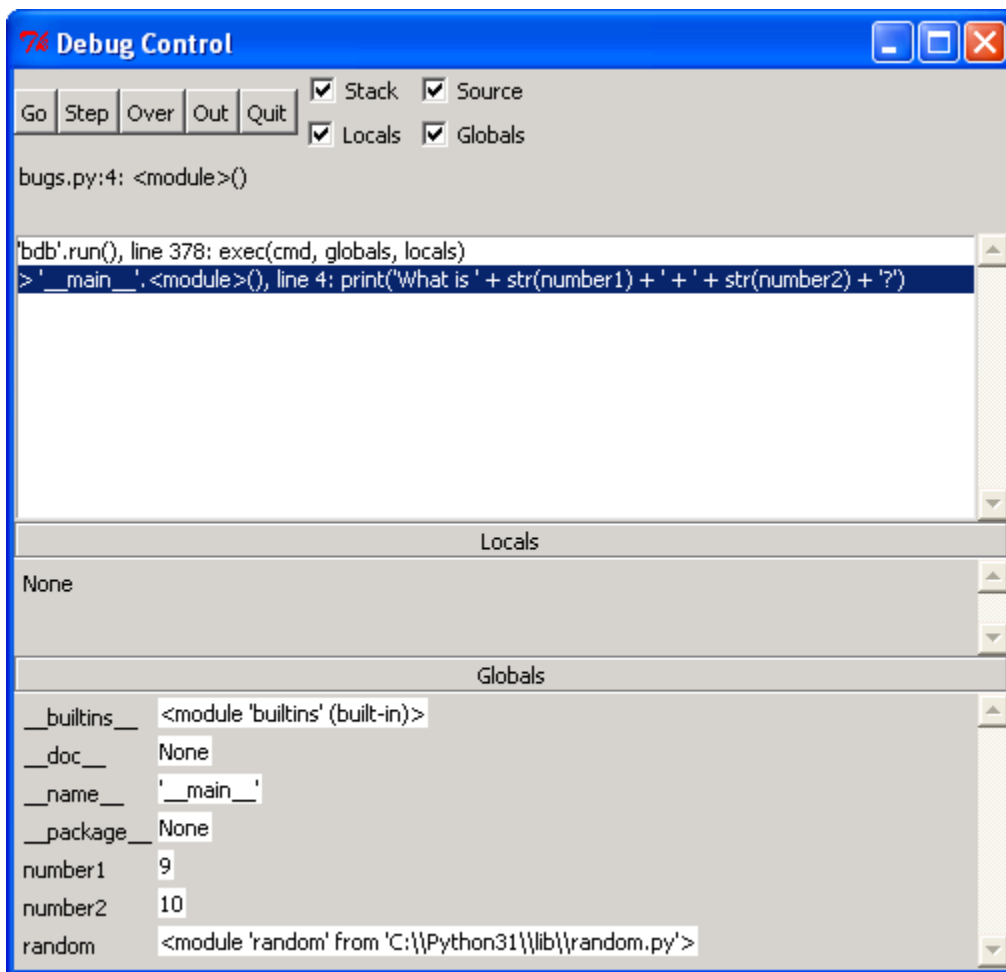 Debug Control
Go Step Over Out Quit
Stack Source
Locals Globals
bugs.py:4: <module>()
'bdb'.run(), line 378: exec(cmd, globals, locals)
> '__main__'.<module>(), line 4: print('What is ' + str(number1) + ' + ' + str(number2) + '?')
Locals
None
Globals
__builtins__ <module 'builtins' (built-in)>
__doc__ None
__name__ '__main__'
__package__ None
number1 9
number2 10
random <module 'random' from 'C:\\Python31\\lib\\random.py'>